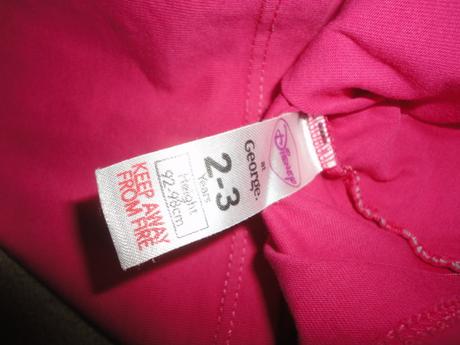 Disney
at
George.
2-3
Years
Height
92-98cm
KEEP AWAY
FROM FIRE